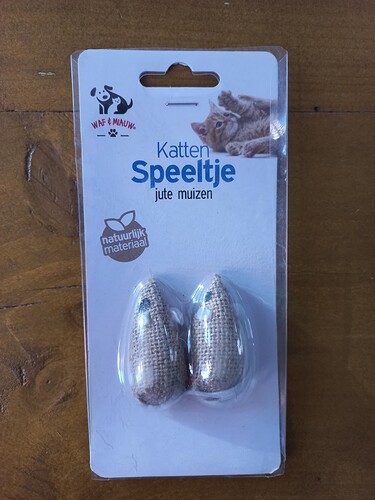 WAF & MIAUW
Katten
Speeltje
jute muizen
natuurlijk
materiaal